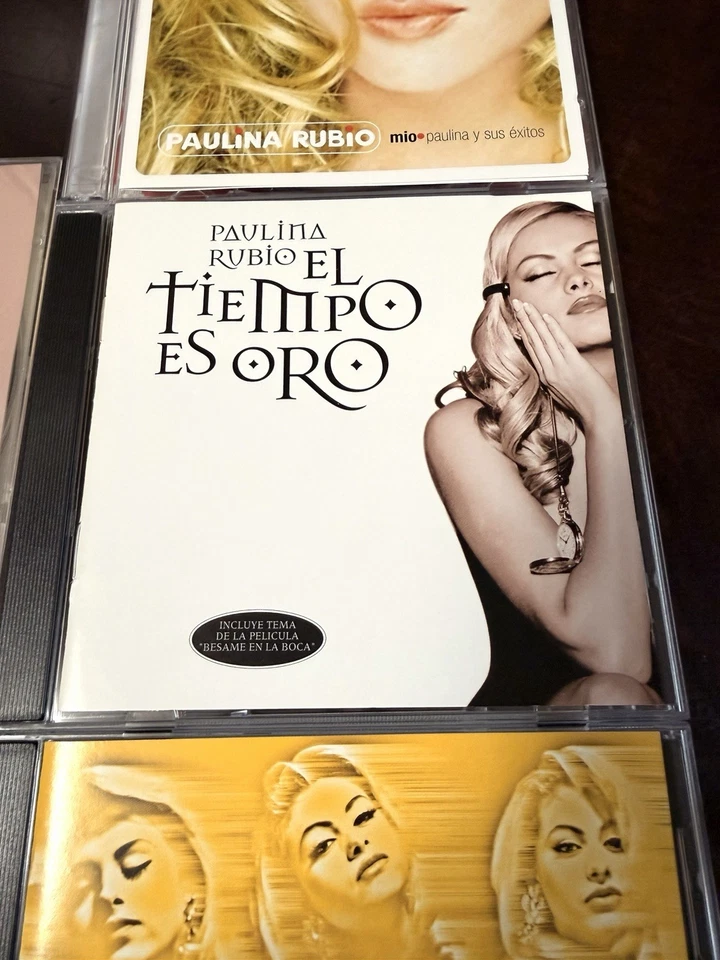 PAULINA RUBIO mio•paulina y sus éxitos
PAULINA
RUBIO EL
TIEMPO
ES ORO
INCLUYE TEMA
DE LA PELICULA
"BESAME EN LA BOCA"